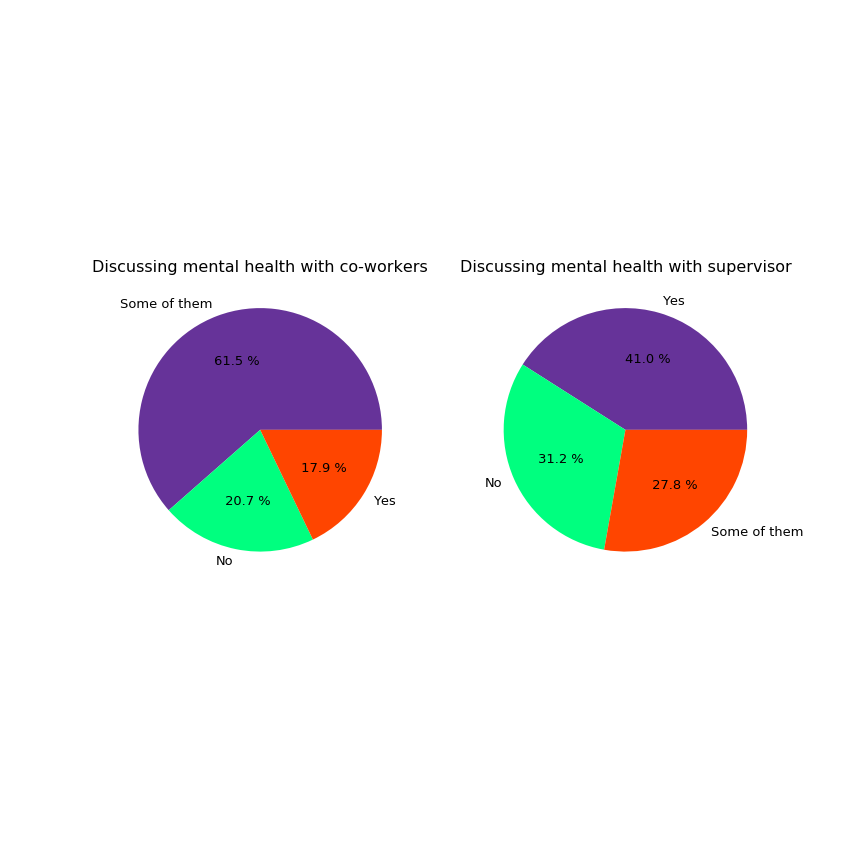 Discussing mental health with co-workers
Some of them
61.5 %
17.9 %
20.7 %
Yes
No
Discussing mental health with supervisor
Yes
41.0 %
31.2 %
No
27.8 %
Some of them